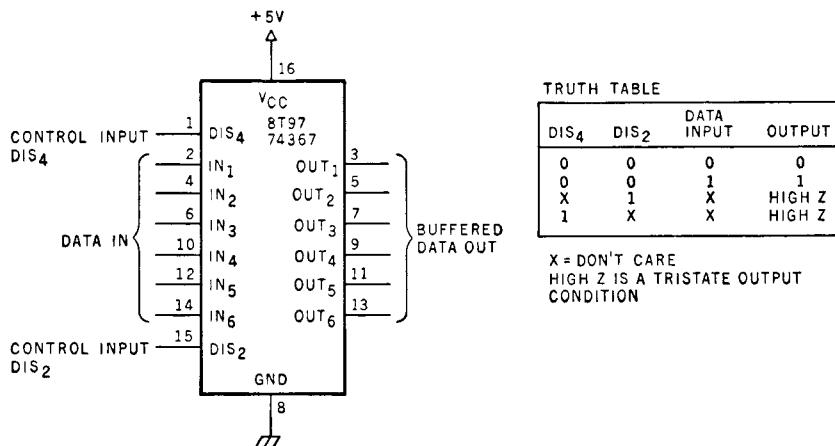 +5V
16
VCC
8T97
74367
CONTROL INPUT
DIS4
1
DIS4
2
IN1
4
IN2
6
IN3
10
IN4
12
IN5
14
IN6
15
DIS2
DATA IN
CONTROL INPUT
DIS2
OUT1
3
OUT2
5
OUT3
7
OUT4
9
OUT5
11
OUT6
13
BUFFERED
DATA OUT
GND
8
TRUTH TABLE
DIS4 DIS2 DATA INPUT OUTPUT
0 0 0 0
0 0 1 1
X 1 X HIGH Z
1 X X HIGH Z
X = DON'T CARE
HIGH Z IS A TRISTATE OUTPUT
CONDITION